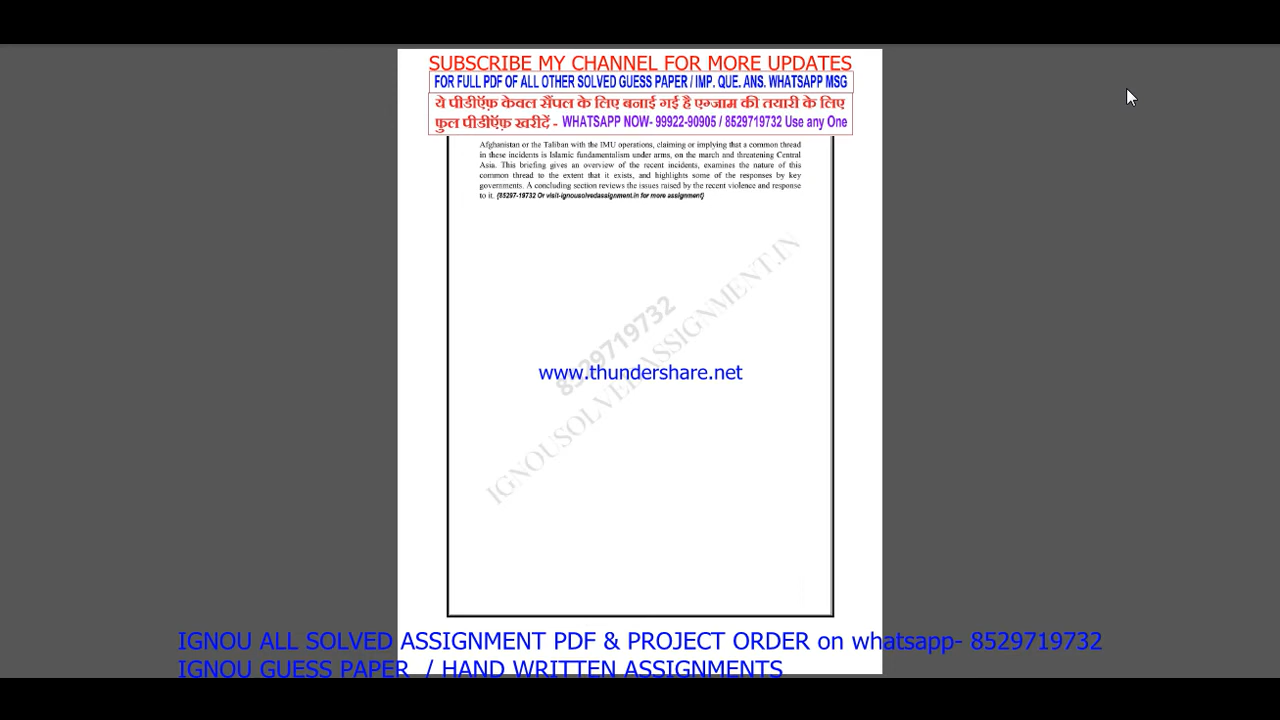 SUBSCRIBE MY CHANNEL FOR MORE UPDATES
FOR FULL PDF OF ALL OTHER SOLVED GUESS PAPER / IMP. QUE. ANS. WHATSAPP MSG
ये पीडीऍफ़ केवल सैंपल के लिए बनाई गई है एग्जाम की तयारी के लिए
फुल पीडीऍफ़ खरीदें - WHATSAPP NOW- 99922-90905 / 8529719732 Use any One
Afghanistan or the Taliban with the IMU operations, claiming or implying that a common thread
in these incidents is Islamic fundamentalism under arms, on the march and threatening Central
Asia. This briefing gives an overview of the recent incidents, examines the nature of this
common thread to the extent that it exists, and highlights some of the responses by key
governments. A concluding section reviews the issues raised by the recent violence and response
to it. (85297-19732 Or visit-ignousolvedassignment.in for more assignment)
8529719732
IGNOUSOLVEDASSIGNMENT.IN
www.thundershare.net
IGNOU ALL SOLVED ASSIGNMENT PDF & PROJECT ORDER on whatsapp- 8529719732
IGNOU GUESS PAPER / HAND WRITTEN ASSIGNMENTS